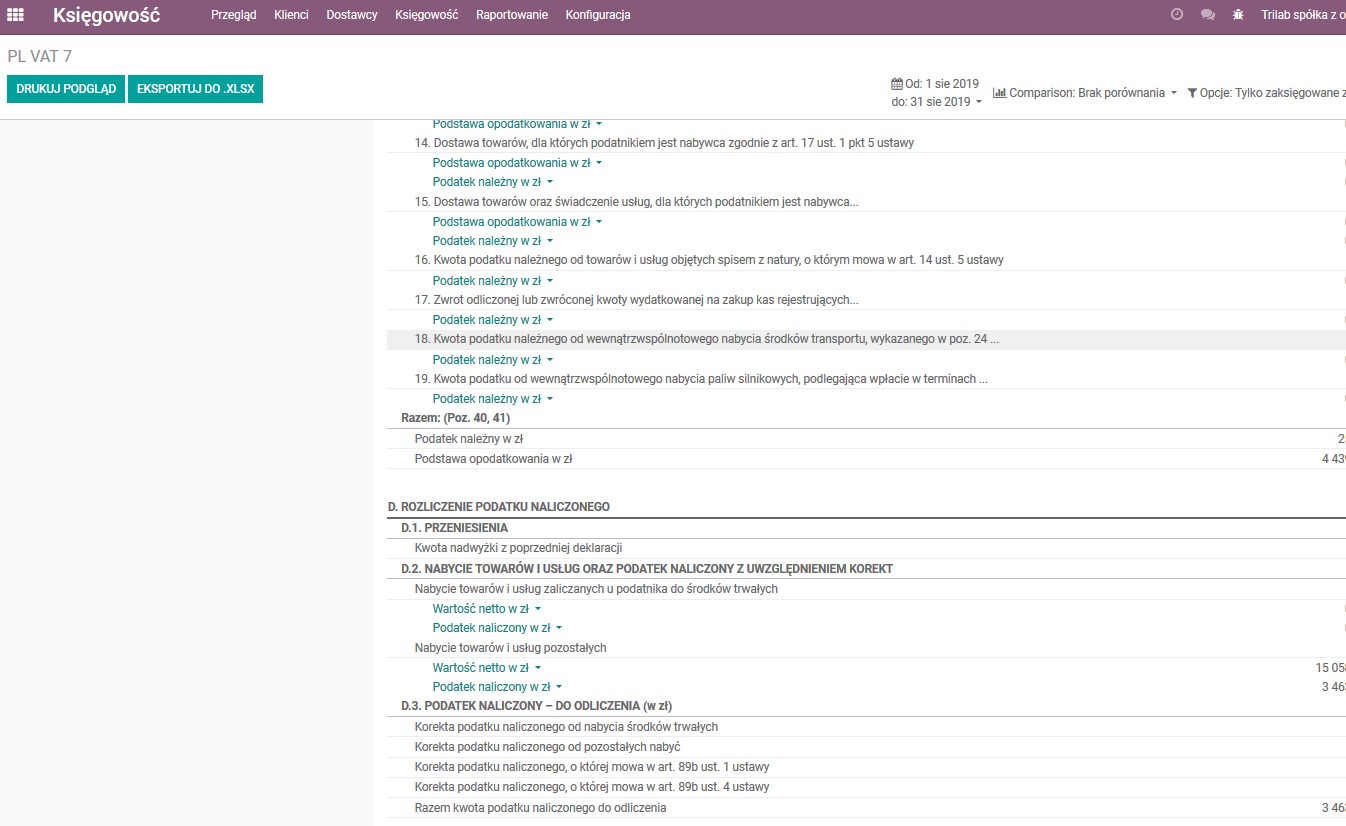 Księgowość Przegląd Klienci Dostawcy Księgowość Raportowanie Konfiguracja Trilab spółka z o
PL VAT 7
DRUKUJ PODGLĄD EKSPORTUJ DO .XLSX
Od: 1 sie 2019
do: 31 sie 2019
Comparison: Brak porównania Opcje: Tylko zaksięgowane z
Podstawa opodatkowania w zł
14. Dostawa towarów, dla których podatnikiem jest nabywca zgodnie z art. 17 ust. 1 pkt 5 ustawy
Podstawa opodatkowania w zł
Podatek należny w zł
15. Dostawa towarów oraz świadczenie usług, dla których podatnikiem jest nabywca...
Podstawa opodatkowania w zł
Podatek należny w zł
16. Kwota podatku należnego od towarów i usług objętych spisem z natury, o którym mowa w art. 14 ust. 5 ustawy
Podatek należny w zł
17. Zwrot odliczonej lub zwróconej kwoty wydatkowanej na zakup kas rejestrujących...
Podatek należny w zł
18. Kwota podatku należnego od wewnątrzwspólnotowego nabycia środków transportu, wykazanego w poz. 24 ...
Podatek należny w zł
19. Kwota podatku od wewnątrzwspólnotowego nabycia paliw silnikowych, podlegająca wpłacie w terminach ...
Podatek należny w zł
Razem: (Poz. 40, 41)
Podatek należny w zł
Podstawa opodatkowania w zł 4 439
D. ROZLICZENIE PODATKU NALICZONEGO
D.1. PRZENIESIENIA
Kwota nadwyżki z poprzedniej deklaracji
D.2. NABYCIE TOWARÓW I USŁUG ORAZ PODATEK NALICZONY Z UWZGLĘDNIENIEM KOREKT
Nabycie towarów i usług zaliczanych u podatnika do środków trwałych
Wartość netto w zł
Podatek naliczony w zł
Nabycie towarów i usług pozostałych
Wartość netto w zł 15 058
Podatek naliczony w zł 3 463
D.3. PODATEK NALICZONY – DO ODLICZENIA (w zł)
Korekta podatku naliczonego od nabycia środków trwałych
Korekta podatku naliczonego od pozostałych nabyć
Korekta podatku naliczonego, o której mowa w art. 89b ust. 1 ustawy
Korekta podatku naliczonego, o której mowa w art. 89b ust. 4 ustawy
Razem kwota podatku naliczonego do odliczenia 3 463